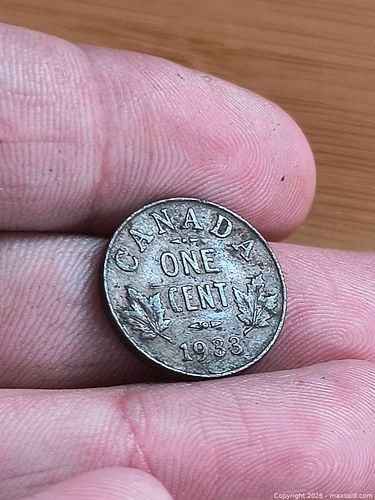 CANADA
ONE
CENT
1933
Copyright 2026 - maxsold.com